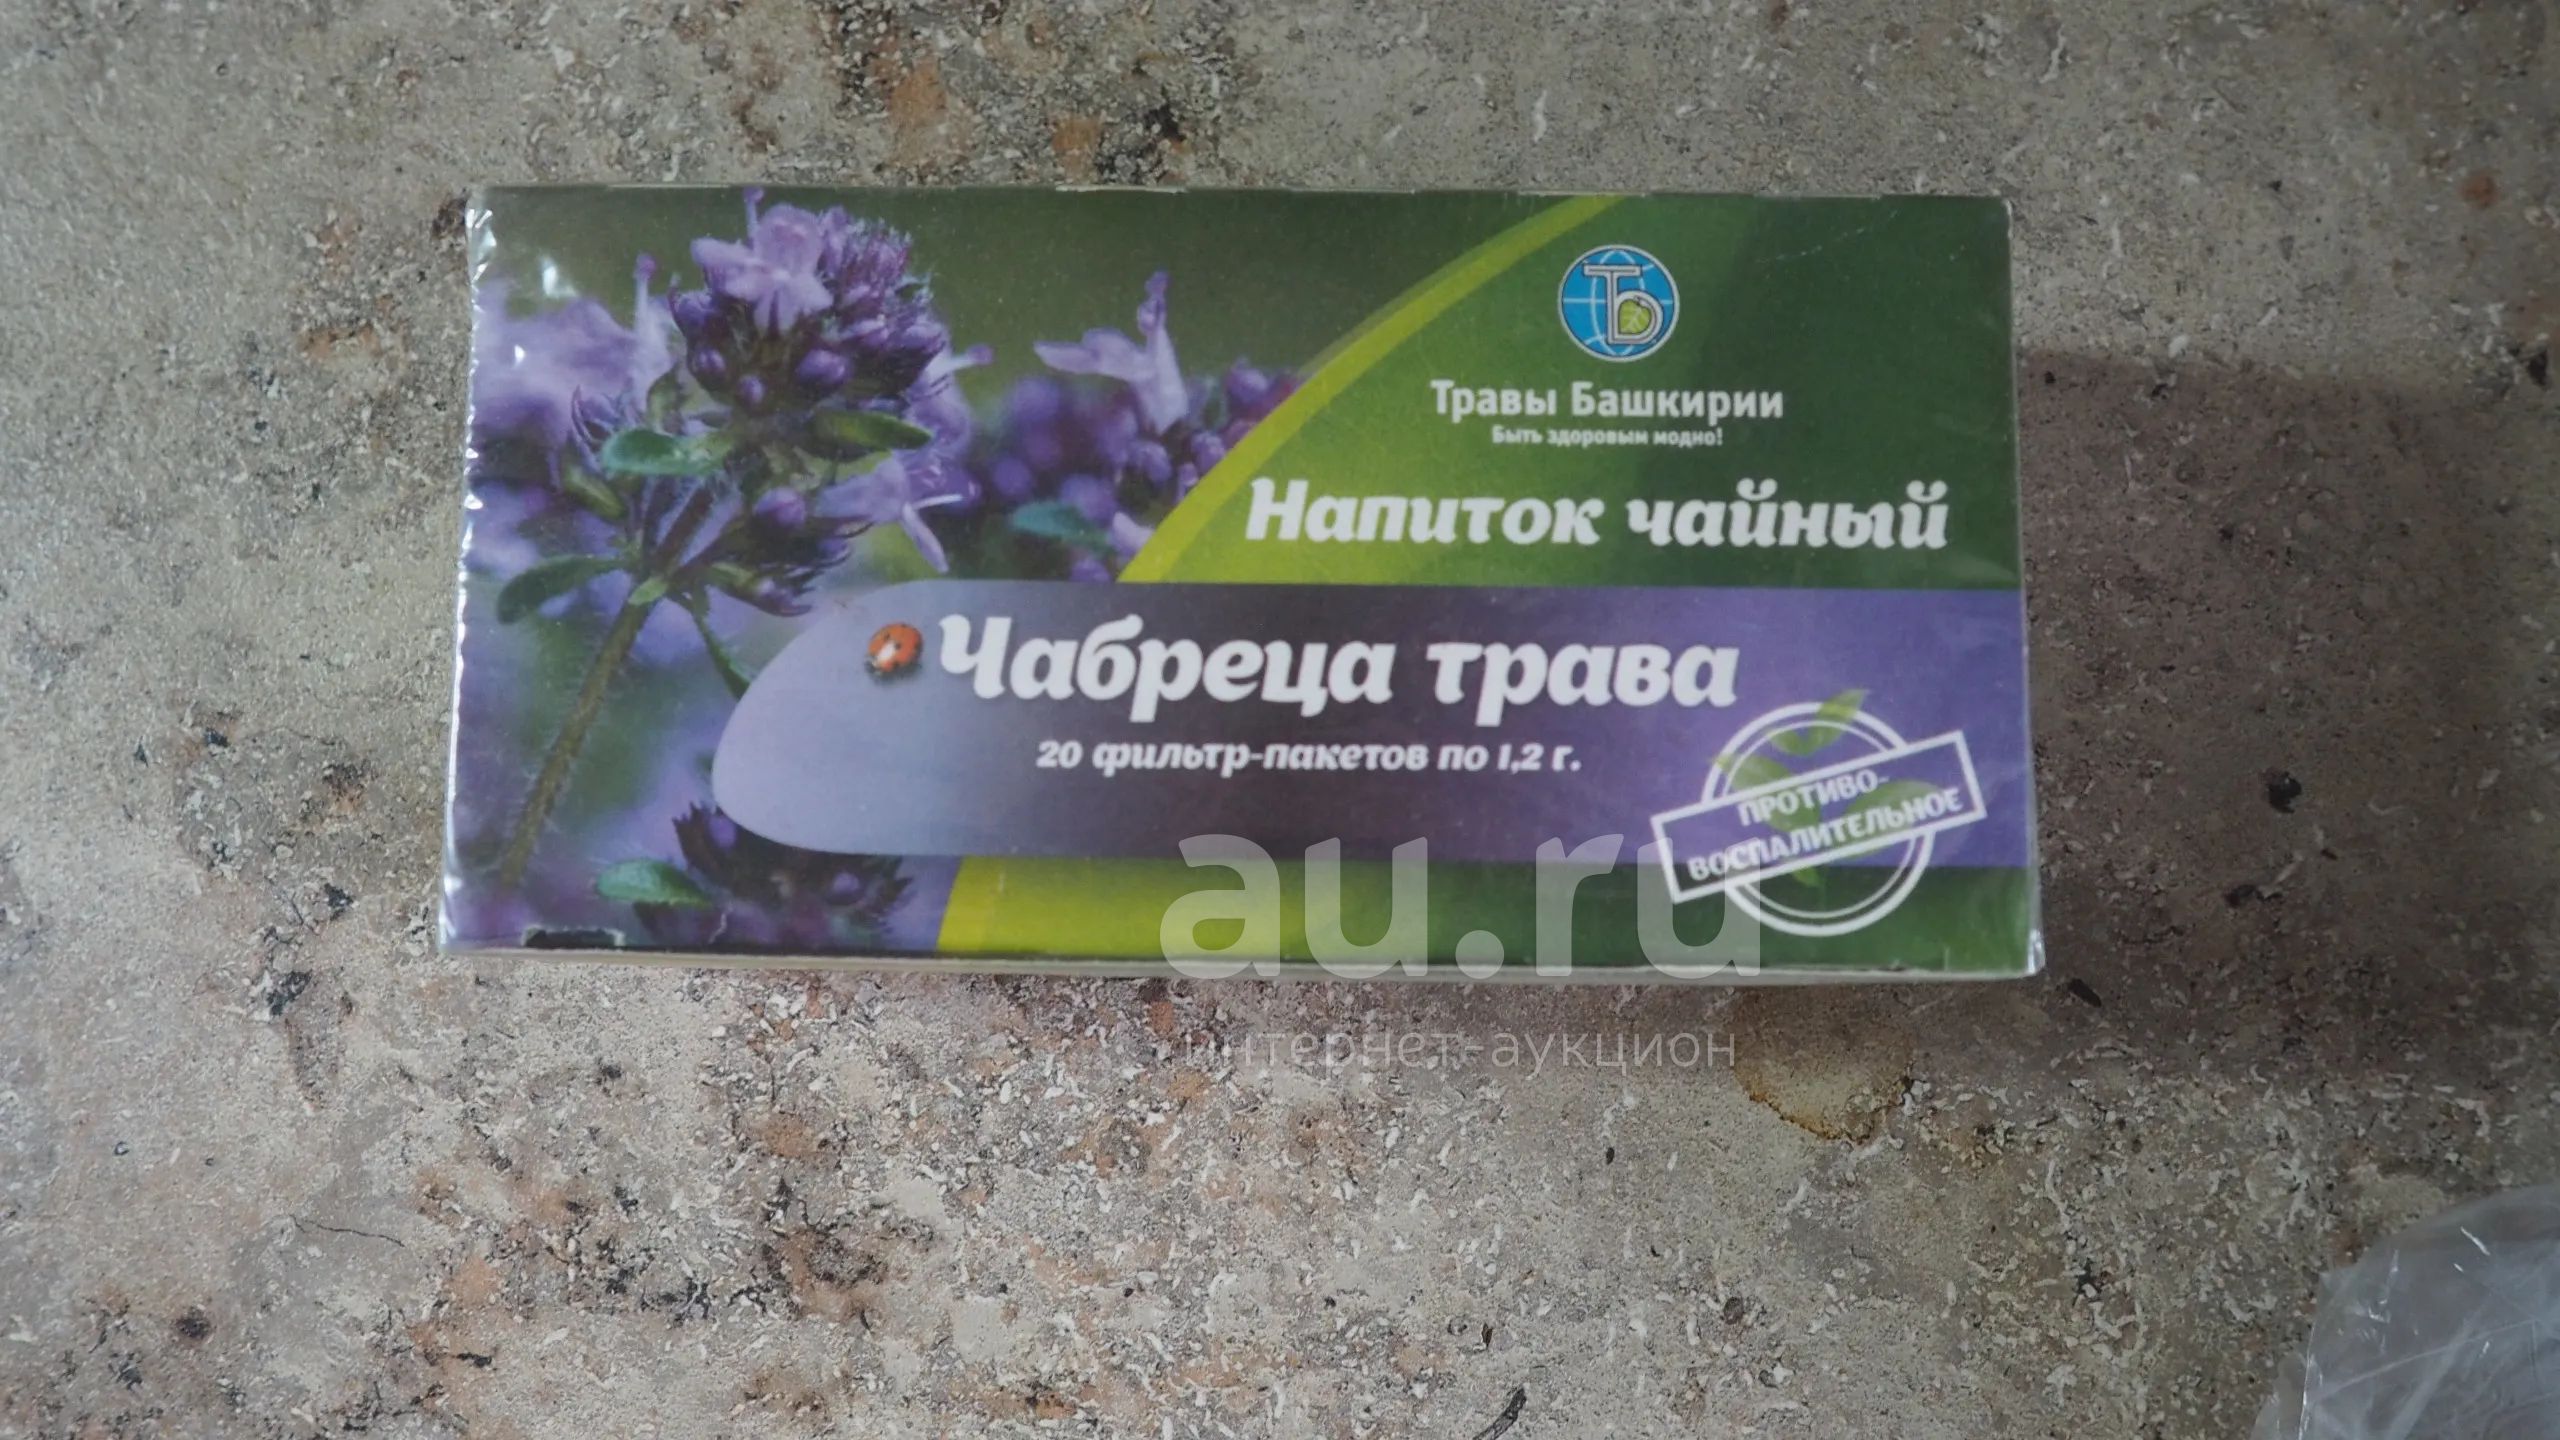 ТБ
Травы Башкирии
Быть здоровым модно!
Напиток чайный
Чабреца трава
20 фильтр-пакетов по 1,2 г.
ПРОТИВО-
ВОСПАЛИТЕЛЬНОЕ
au.ru
интернет-аукцион